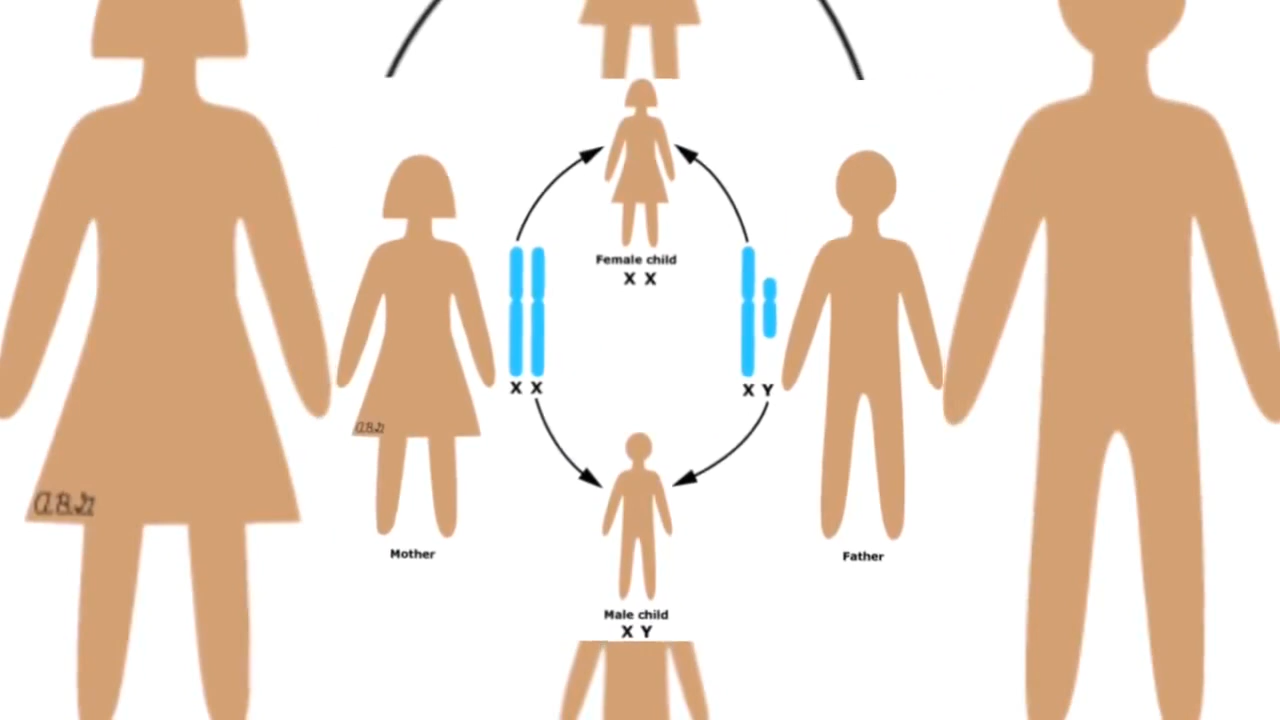 Female child
X X
X X
X Y
Mother
Father
Male child
X Y